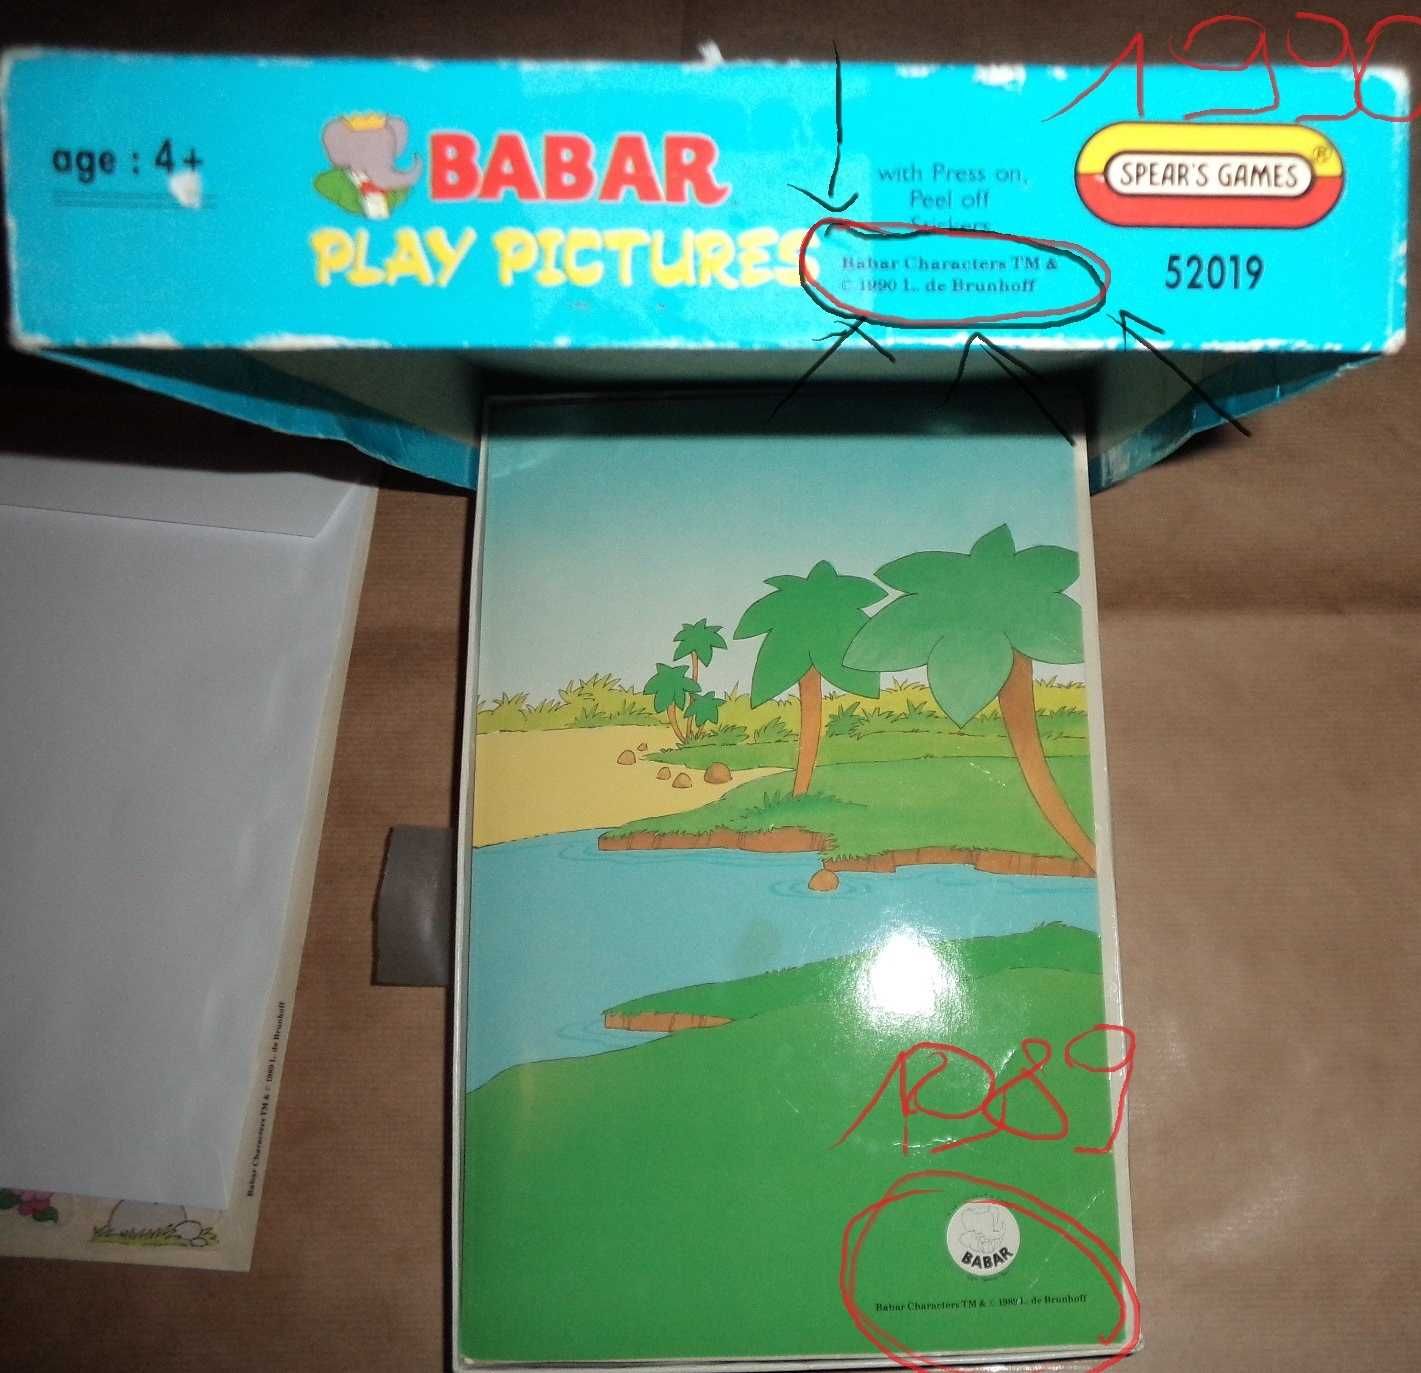 1990
age : 4+
BABAR
PLAY PICTURES
with Press on,
Peel off
Stickers
Babar Characters TM &
© 1990 L. de Brunhoff
SPEAR'S GAMES ®
52019
Babar Characters TM & © 1989 L. de Brunhoff
1989
BABAR
Babar Characters TM & © 1989 L. de Brunhoff